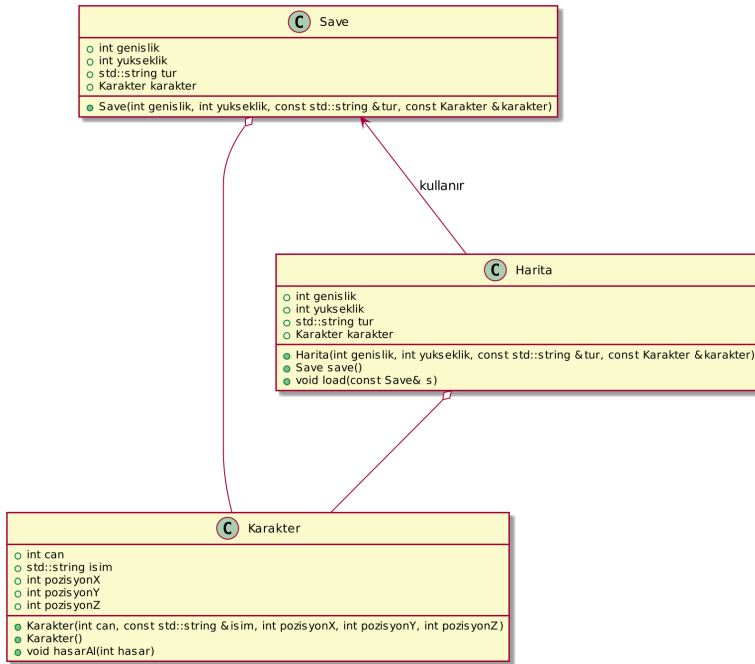 C Save
int genislik
int yukseklik
std::string tur
Karakter karakter
Save(int genislik, int yukseklik, const std::string &tur, const Karakter &karakter)
kullanır
C Harita
int genislik
int yukseklik
std::string tur
Karakter karakter
Harita(int genislik, int yukseklik, const std::string &tur, const Karakter &karakter)
Save save()
void load(const Save& s)
C Karakter
int can
std::string isim
int pozisyonX
int pozisyonY
int pozisyonZ
Karakter(int can, const std::string &isim, int pozisyonX, int pozisyonY, int pozisyonZ)
Karakter()
void hasarAl(int hasar)